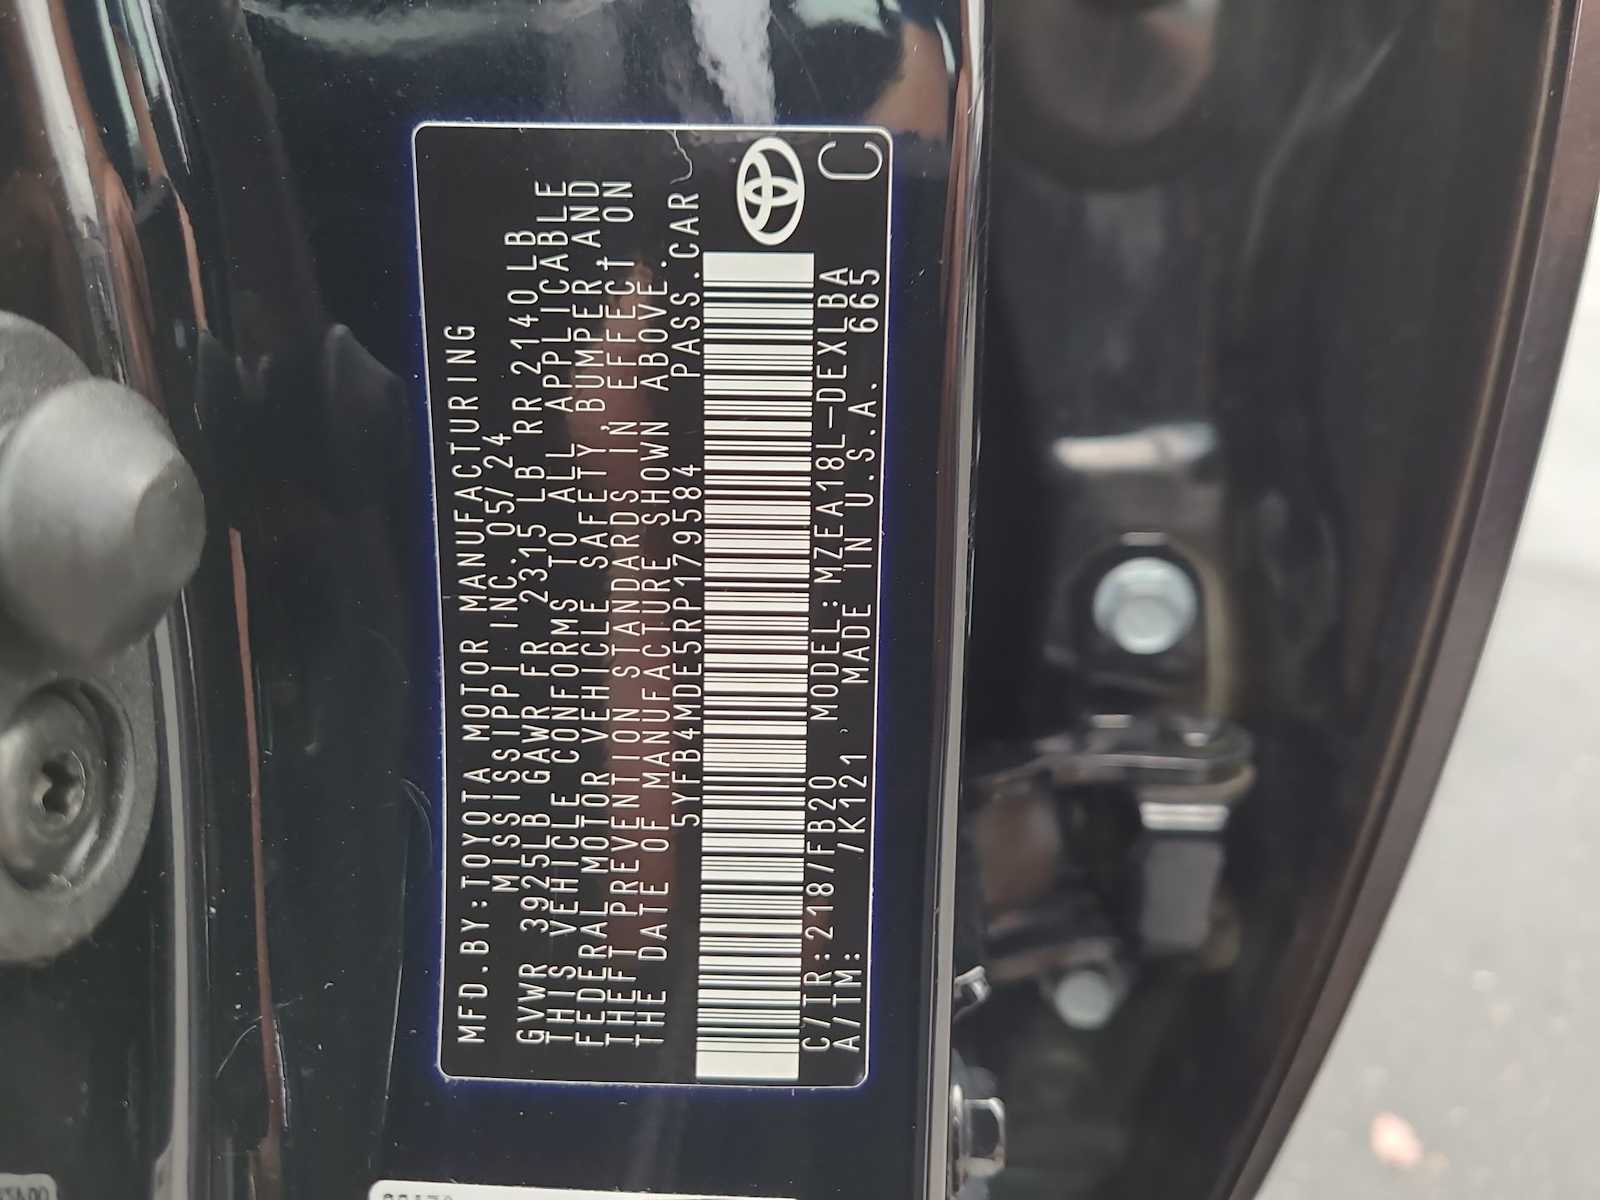 MFD.BY:TOYOTA MOTOR MANUFACTURING
MISSISSIPPI INC. 05/24
GVWR 3925LB GAWR FR 2315LB RR 2140LB
THIS VEHICLE CONFORMS TO ALL APPLICABLE
FEDERAL MOTOR VEHICLE SAFETY, BUMPER, AND
THEFT PREVENTION STANDARDS IN EFFECT ON
THE DATE OF MANUFACTURE SHOWN ABOVE.
5YFB4MDE5RP179584 PASS.CAR
C/TR:218/FB20 MODEL:MZEA18L-DEXLBA
A/TM: /K121 MADE IN U.S.A. 665
C